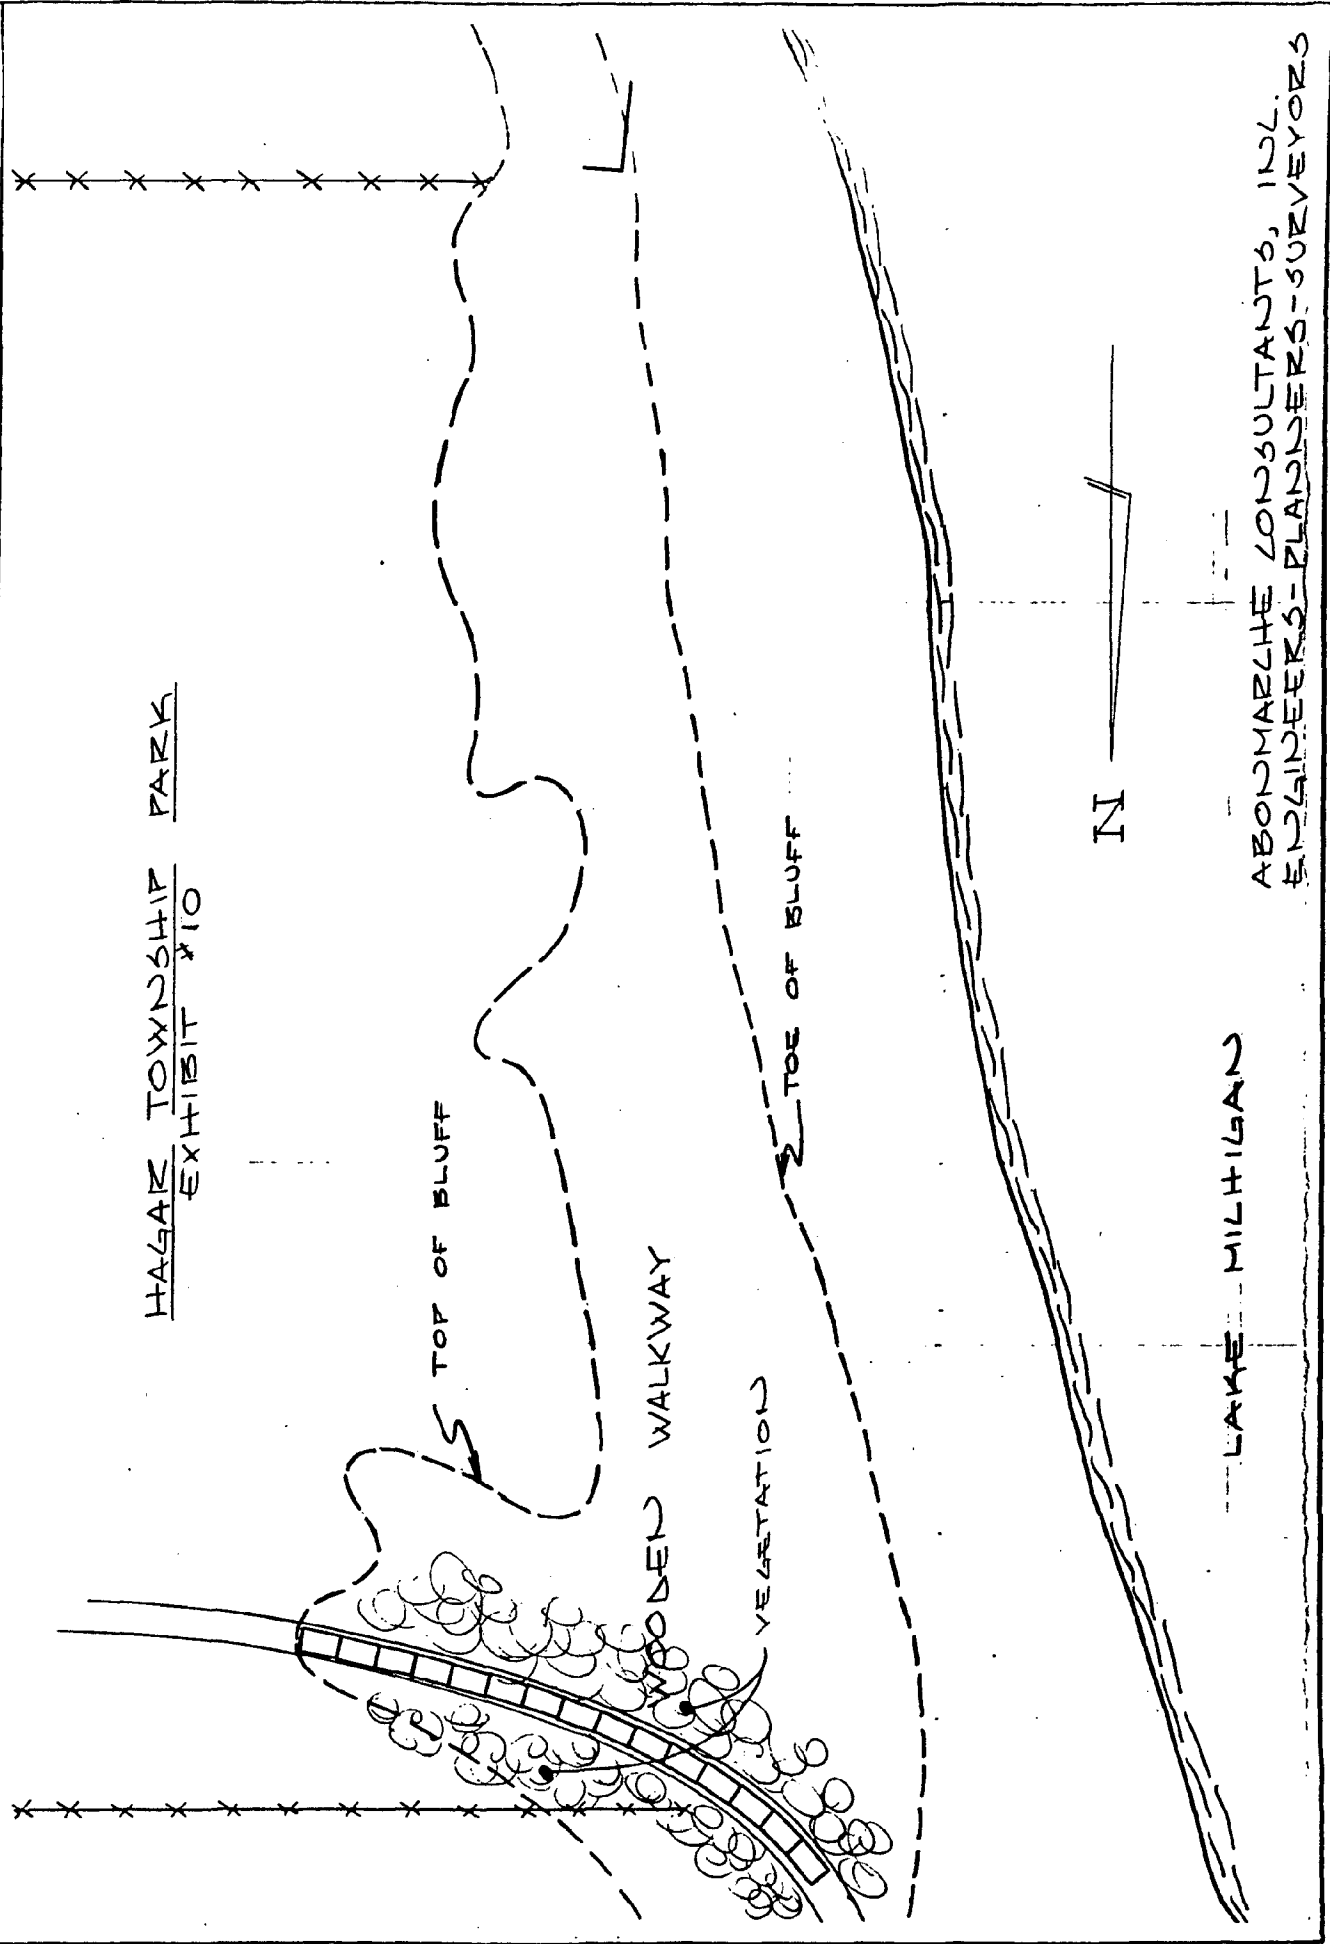 HAGAR TOWNSHIP PARK
EXHIBIT #10
TOP OF BLUFF
WOODEN WALKWAY
VEGETATION
TOE OF BLUFF
N
LAKE MICHIGAN
ABONMARCHE CONSULTANTS, INC.
ENGINEERS-PLANNERS-SURVEYORS